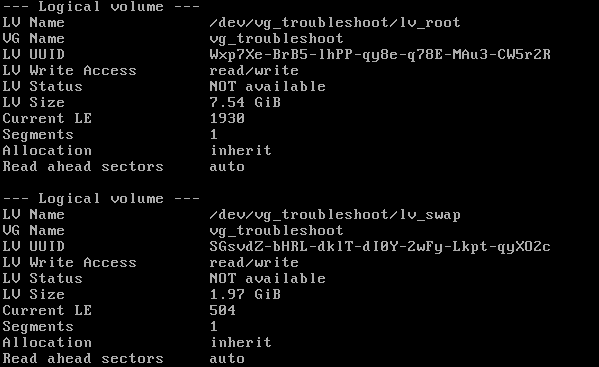 --- Logical volume ---
LV Name /dev/vg_troubleshoot/lv_root
VG Name vg_troubleshoot
LV UUID Wxp7Xe-BrB5-lhPP-qy8e-q78E-MAu3-CW5r2R
LV Write Access read/write
LV Status NOT available
LV Size 7.54 GiB
Current LE 1930
Segments 1
Allocation inherit
Read ahead sectors auto
--- Logical volume ---
LV Name /dev/vg_troubleshoot/lv_swap
VG Name vg_troubleshoot
LV UUID SGsvdZ-bHRL-dklT-dI0Y-2wFy-Lkpt-qyXO2c
LV Write Access read/write
LV Status NOT available
LV Size 1.97 GiB
Current LE 504
Segments 1
Allocation inherit
Read ahead sectors auto